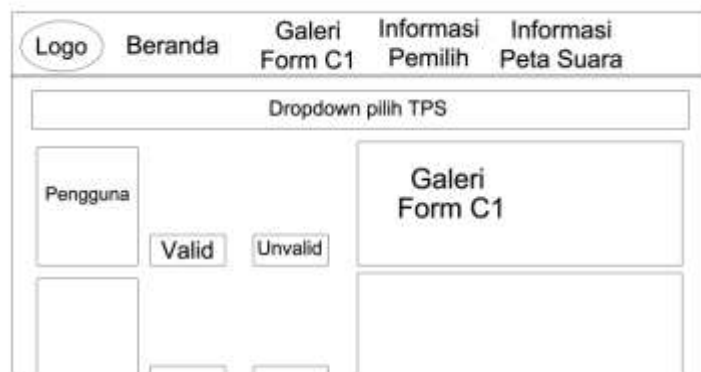 Logo Beranda Galeri Form C1 Informasi Pemilih Informasi Peta Suara
Dropdown pilih TPS
Pengguna
Valid
Unvalid
Galeri
Form C1